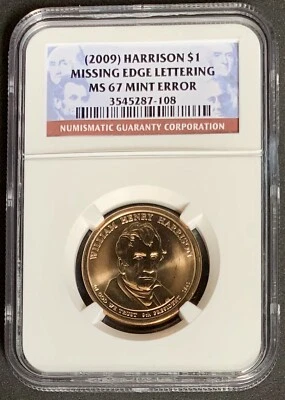 (2009) HARRISON $1
MISSING EDGE LETTERING
MS 67 MINT ERROR
3545287-108
NUMISMATIC GUARANTY CORPORATION
WILLIAM HENRY HARRISON
IN GOD WE TRUST 9th PRESIDENT 1841